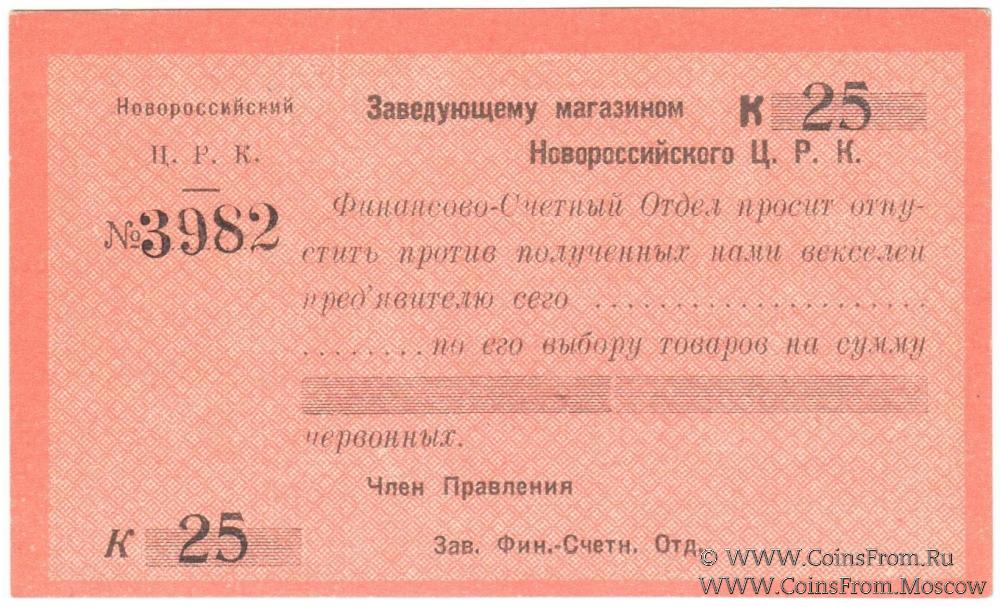 Новороссийский
Ц. Р. К.
№ 3982
Заведующему магазином К 25
Новороссийского Ц. Р. К.
Финансово-Счетный Отдел просит отпу-
стить против полученных нами векселей
пред'явителю сего . . . . . . . . . . . . . . . . . . . . .
. . . . . . . . по его выбору товаров на сумму
червонных.
Член Правления
К 25
Зав. Фин.-Счетн. Отд.
© WWW.CoinsFrom.Ru
WWW.CoinsFrom.Moscow